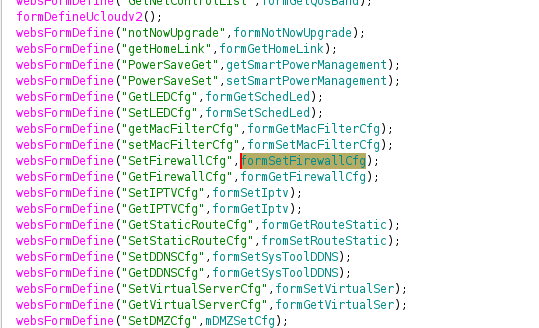 websFormDefine("GetNetControlList",formGetQosBand);
formDefineUcloudv2();
websFormDefine("notNowUpgrade",formNotNowUpgrade);
websFormDefine("getHomeLink",formGetHomeLink);
websFormDefine("PowerSaveGet",getSmartPowerManagement);
websFormDefine("PowerSaveSet",setSmartPowerManagement);
websFormDefine("GetLEDCfg",formGetSchedLed);
websFormDefine("SetLEDCfg",formSetSchedLed);
websFormDefine("getMacFilterCfg",formGetMacFilterCfg);
websFormDefine("setMacFilterCfg",formSetMacFilterCfg);
websFormDefine("SetFirewallCfg",formSetFirewallCfg);
websFormDefine("GetFirewallCfg",formGetFirewallCfg);
websFormDefine("SetIPTVCfg",formSetIptv);
websFormDefine("GetIPTVCfg",formGetIptv);
websFormDefine("GetStaticRouteCfg",formGetRouteStatic);
websFormDefine("SetStaticRouteCfg",fromSetRouteStatic);
websFormDefine("SetDDNSCfg",formSetSysToolDDNS);
websFormDefine("GetDDNSCfg",formGetSysToolDDNS);
websFormDefine("SetVirtualServerCfg",formSetVirtualSer);
websFormDefine("GetVirtualServerCfg",formGetVirtualSer);
websFormDefine("SetDMZCfg",mDMZSetCfg);